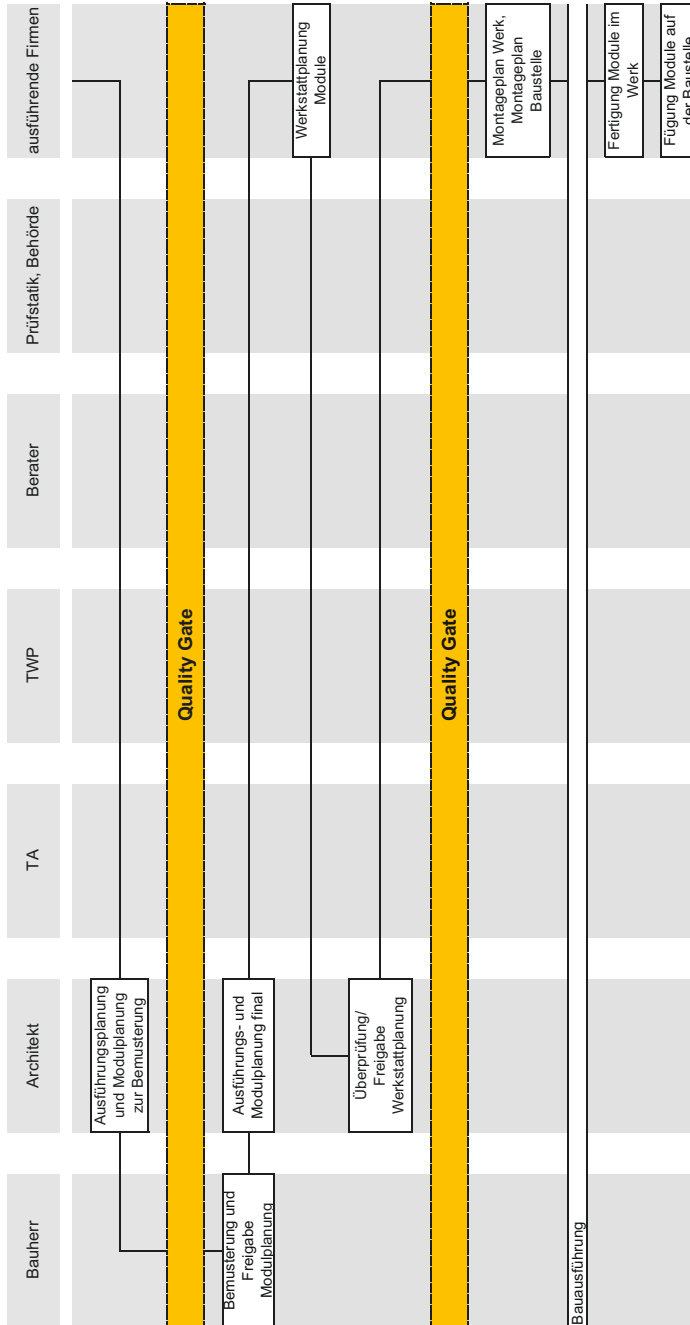 Bauherr
Architekt
TA
TWP
Berater
Prüfstatik, Behörde
ausführende Firmen
Ausführungsplanung
und Modulplanung
zur Bemusterung
Quality Gate
Bemusterung und
Freigabe
Modulplanung
Ausführungs- und
Modulplanung final
Werkstattplanung
Module
Überprüfung/
Freigabe
Werkstattplanung
Quality Gate
Montageplan Werk,
Montageplan
Baustelle
Bauausführung
Fertigung Module im
Werk
Fügung Module auf
der Baustelle